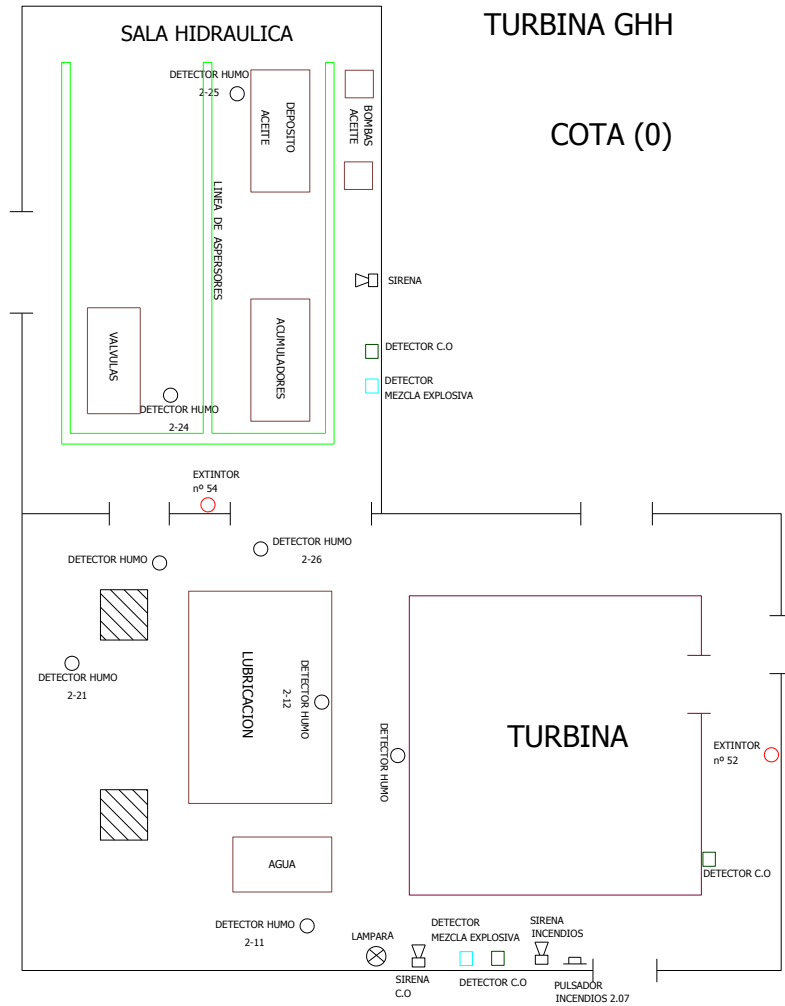 TURBINA GHH
SALA HIDRAULICA
COTA (0)
DETECTOR HUMO
2-25
DEPOSITO
ACEITE
BOMBAS
ACEITE
LINEA DE ASPERSORES
SIRENA
VALVULAS
ACUMULADORES
DETECTOR C.O
DETECTOR
MEZCLA EXPLOSIVA
DETECTOR HUMO
2-24
EXTINTOR
nº 54
DETECTOR HUMO
DETECTOR HUMO
2-26
DETECTOR HUMO
2-21
LUBRICACION
DETECTOR HUMO
2-12
DETECTOR HUMO
TURBINA
EXTINTOR
nº 52
AGUA
DETECTOR C.O
DETECTOR HUMO
2-11
LAMPARA
SIRENA
C.O
DETECTOR
MEZCLA EXPLOSIVA
DETECTOR C.O
SIRENA
INCENDIOS
PULSADOR
INCENDIOS 2.07